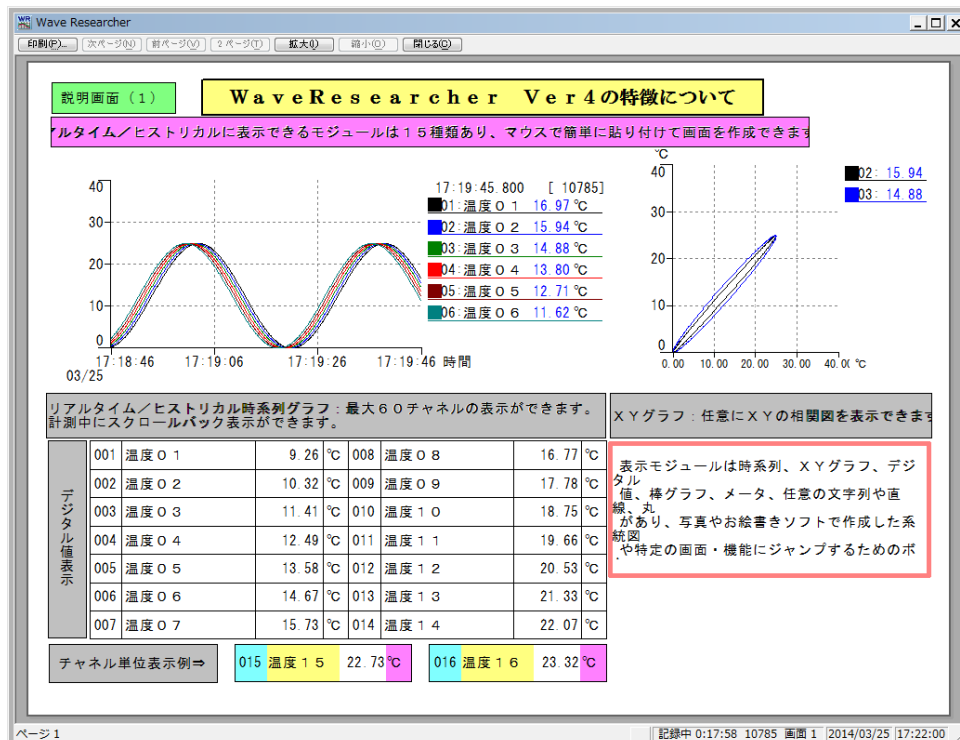 Wave Researcher
印刷(P)... 次ページ(N) 前ページ(V) 2ページ(T) 拡大(I) 縮小(O) 閉じる(C)
説明画面（1） ＷａｖｅＲｅｓｅａｒｃｈｅｒ Ｖｅｒ４の特徴について
ルタイム／ヒストリカルに表示できるモジュールは１５種類あり、マウスで簡単に貼り付けて画面を作成できます
40
30
20
10
0
17:18:46 17:19:06 17:19:26 17:19:46 時間
03/25
17:19:45.800 [ 10785]
01:温度０１ 16.97 ℃
02:温度０２ 15.94 ℃
03:温度０３ 14.88 ℃
04:温度０４ 13.80 ℃
05:温度０５ 12.71 ℃
06:温度０６ 11.62 ℃
℃
40
30
20
10
0
0.00 10.00 20.00 30.00 40.0( ℃
02: 15.94
03: 14.88
リアルタイム／ヒストリカル時系列グラフ：最大６０チャネルの表示ができます。
計測中にスクロールバック表示ができます。
ＸＹグラフ：任意にＸＹの相関図を表示できます
デジタル値表示
001 温度０１ 9.26 ℃ 008 温度０８ 16.77 ℃
002 温度０２ 10.32 ℃ 009 温度０９ 17.78 ℃
003 温度０３ 11.41 ℃ 010 温度１０ 18.75 ℃
004 温度０４ 12.49 ℃ 011 温度１１ 19.66 ℃
005 温度０５ 13.58 ℃ 012 温度１２ 20.53 ℃
006 温度０６ 14.67 ℃ 013 温度１３ 21.33 ℃
007 温度０７ 15.73 ℃ 014 温度１４ 22.07 ℃
表示モジュールは時系列、ＸＹグラフ、デジ
タル
値、棒グラフ、メータ、任意の文字列や直
線、丸
があり、写真やお絵書きソフトで作成した系
統図
や特定の画面・機能にジャンプするためのボ
チャネル単位表示例⇒ 015 温度１５ 22.73 ℃ 016 温度１６ 23.32 ℃
ページ 1 記録中 0:17:58 10785 画面 1 2014/03/25 17:22:00